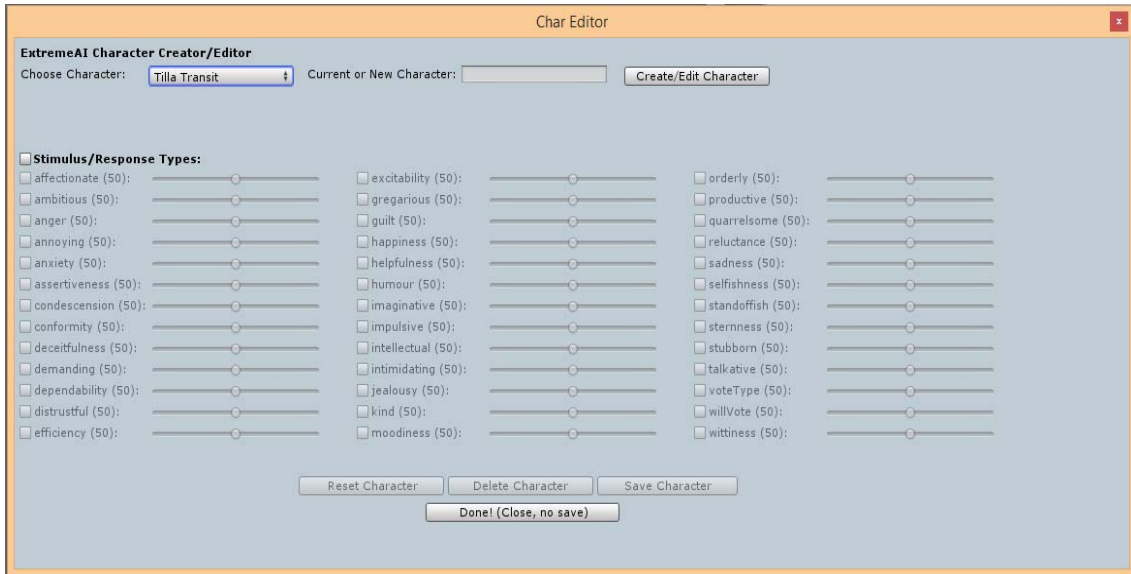 Char Editor
x
ExtremeAI Character Creator/Editor
Choose Character: Tilla Transit Current or New Character: Create/Edit Character
Stimulus/Response Types:
affectionate (50): excitability (50): orderly (50):
ambitious (50): gregarious (50): productive (50):
anger (50): guilt (50): quarrelsome (50):
annoying (50): happiness (50): reluctance (50):
anxiety (50): helpfulness (50): sadness (50):
assertiveness (50): humour (50): selfishness (50):
condescension (50): imaginative (50): standoffish (50):
conformity (50): impulsive (50): sternness (50):
deceitfulness (50): intellectual (50): stubborn (50):
demanding (50): intimidating (50): talkative (50):
dependability (50): jealousy (50): voteType (50):
distrustful (50): kind (50): willVote (50):
efficiency (50): moodiness (50): wittiness (50):
Reset Character Delete Character Save Character
Done! (Close, no save)